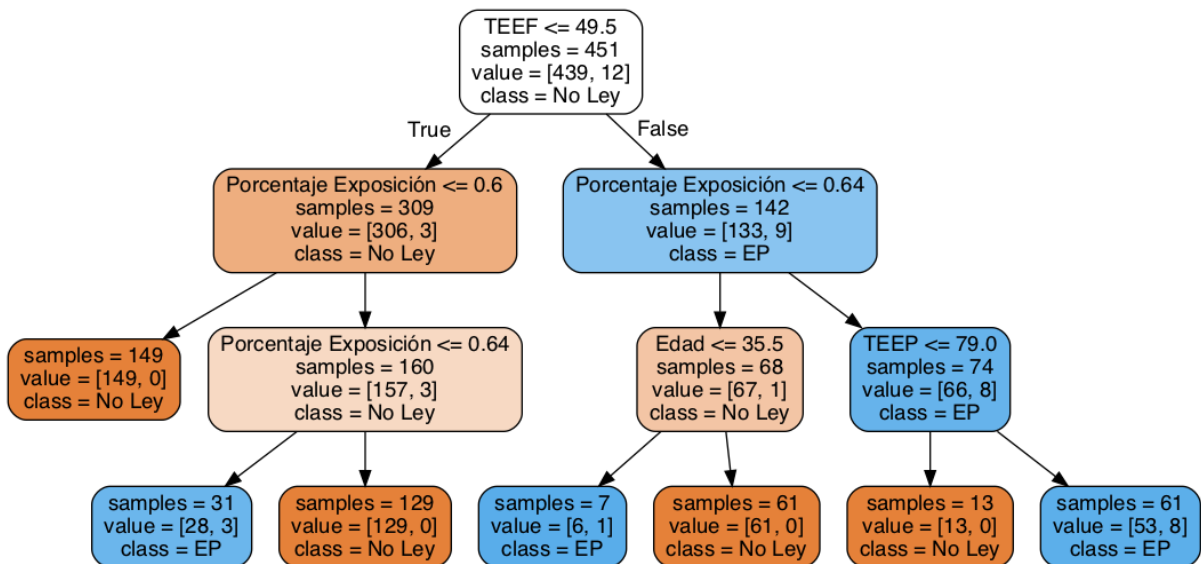 TEEF <= 49.5
samples = 451
value = [439, 12]
class = No Ley
True
False
Porcentaje Exposición <= 0.6
samples = 309
value = [306, 3]
class = No Ley
Porcentaje Exposición <= 0.64
samples = 142
value = [133, 9]
class = EP
samples = 149
value = [149, 0]
class = No Ley
Porcentaje Exposición <= 0.64
samples = 160
value = [157, 3]
class = No Ley
Edad <= 35.5
samples = 68
value = [67, 1]
class = No Ley
TEEP <= 79.0
samples = 74
value = [66, 8]
class = EP
samples = 31
value = [28, 3]
class = EP
samples = 129
value = [129, 0]
class = No Ley
samples = 7
value = [6, 1]
class = EP
samples = 61
value = [61, 0]
class = No Ley
samples = 13
value = [13, 0]
class = No Ley
samples = 61
value = [53, 8]
class = EP